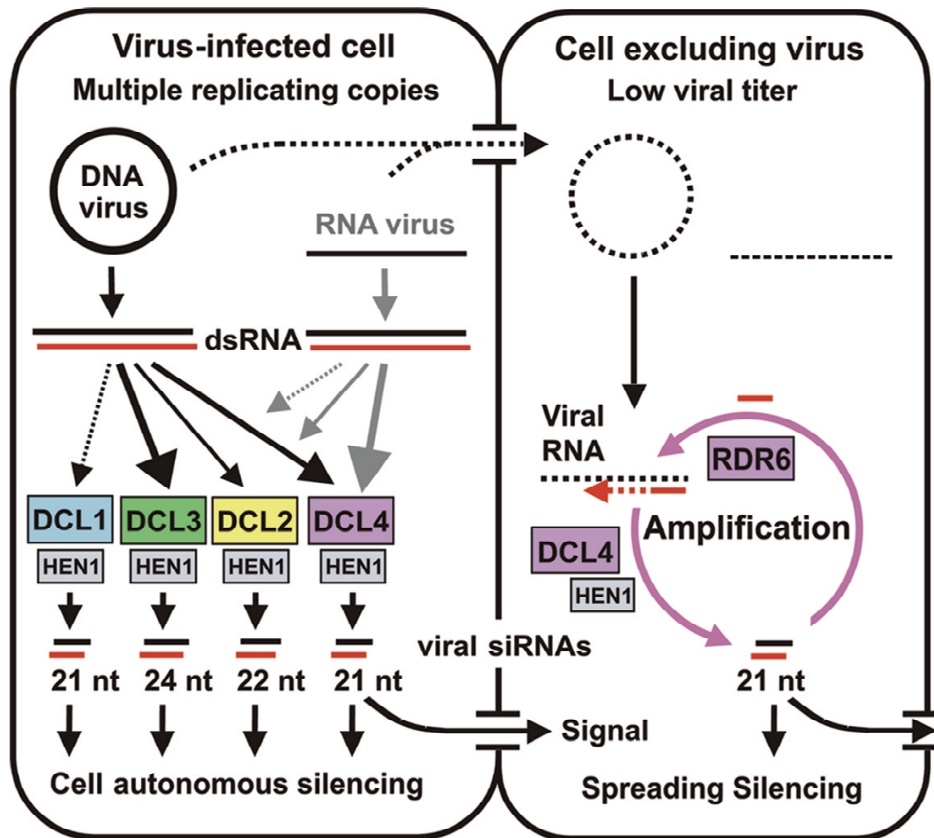 Virus-infected cell
Multiple replicating copies
DNA
virus
RNA virus
dsRNA
DCL1
DCL3
DCL2
DCL4
HEN1
HEN1
HEN1
HEN1
viral siRNAs
21 nt
24 nt
22 nt
21 nt
Cell autonomous silencing
Cell excluding virus
Low viral titer
Viral
RNA
RDR6
Amplification
DCL4
HEN1
21 nt
Signal
Spreading Silencing